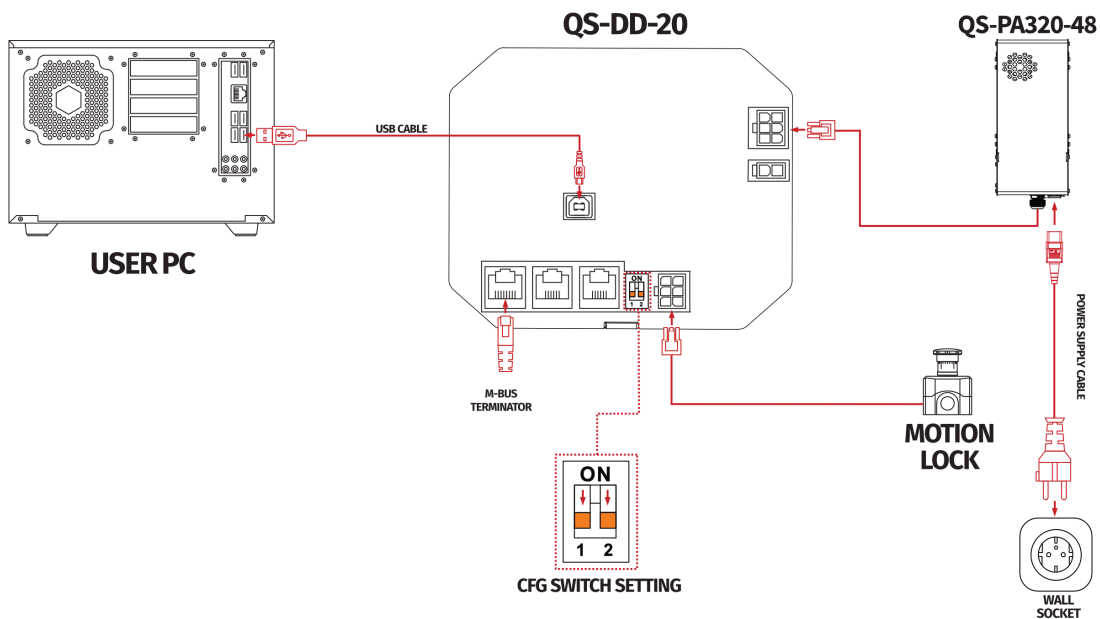 QS-DD-20
QS-PA320-48
USB CABLE
USER PC
ON
1 2
M-BUS
TERMINATOR
POWER SUPPLY CABLE
MOTION
LOCK
ON
1 2
CFG SWITCH SETTING
WALL
SOCKET